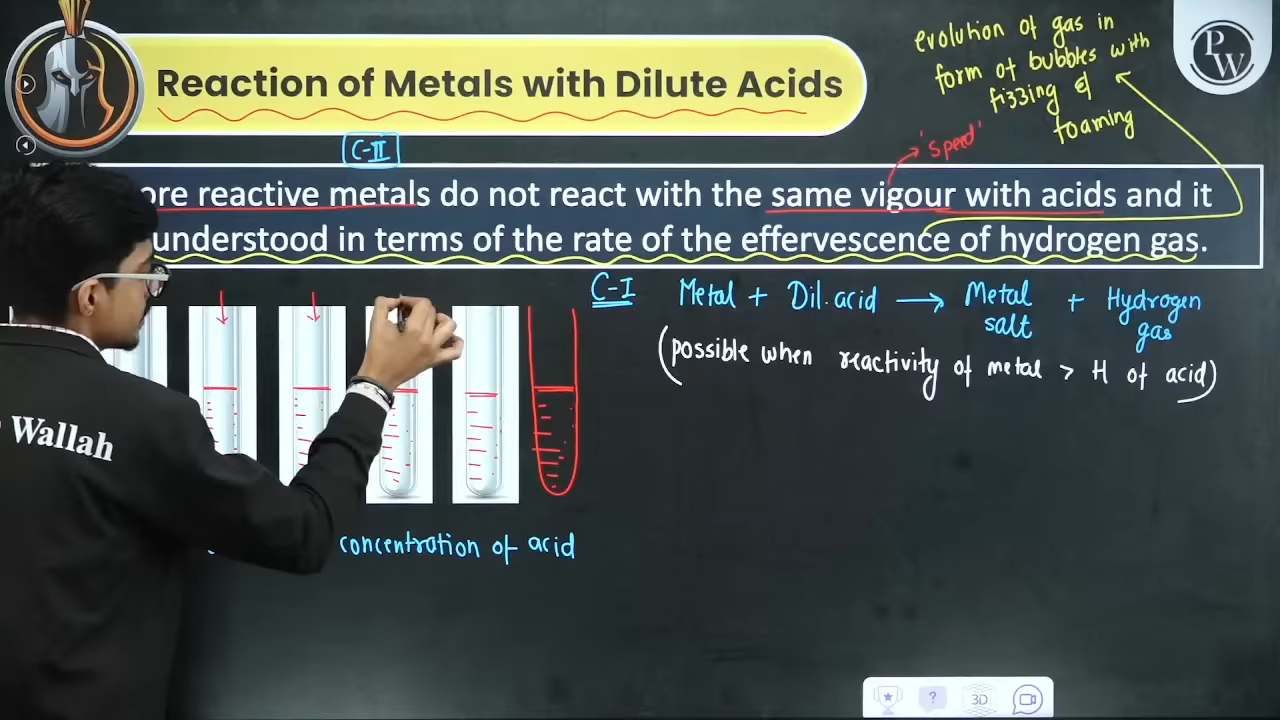 Reaction of Metals with Dilute Acids
evolution of gas in
form of bubbles with
fizzing &
foaming
PW
'speed'
C-II
ore reactive metals do not react with the same vigour with acids and it
understood in terms of the rate of the effervescence of hydrogen gas.
C-I Metal + Dil. acid → Metal salt + Hydrogen gas
(possible when reactivity of metal > H of acid)
Wallah
concentration of acid
?
3D